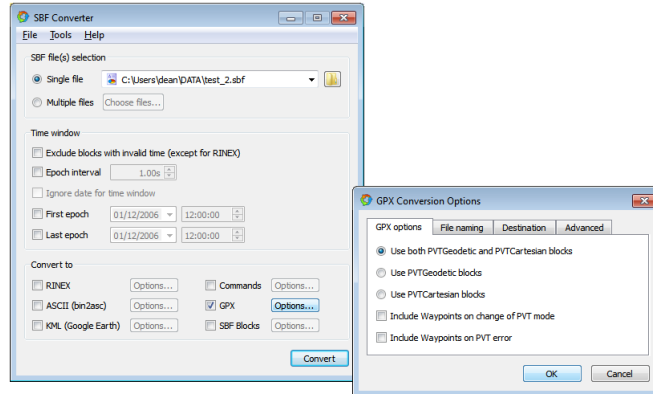 SBF Converter
File Tools Help
SBF file(s) selection
Single file C:\Users\dean\DATA\test_2.sbf
Multiple files Choose files...
Time window
Exclude blocks with invalid time (except for RINEX)
Epoch interval 1.00s
Ignore date for time window
First epoch 01/12/2006 12:00:00
Last epoch 01/12/2006 12:00:00
Convert to
RINEX Options... Commands Options...
ASCII (bin2asc) Options... GPX Options...
KML (Google Earth) Options... SBF Blocks Options...
Convert
GPX Conversion Options
GPX options File naming Destination Advanced
Use both PVTGeodetic and PVTCartesian blocks
Use PVTGeodetic blocks
Use PVTCartesian blocks
Include Waypoints on change of PVT mode
Include Waypoints on PVT error
OK Cancel